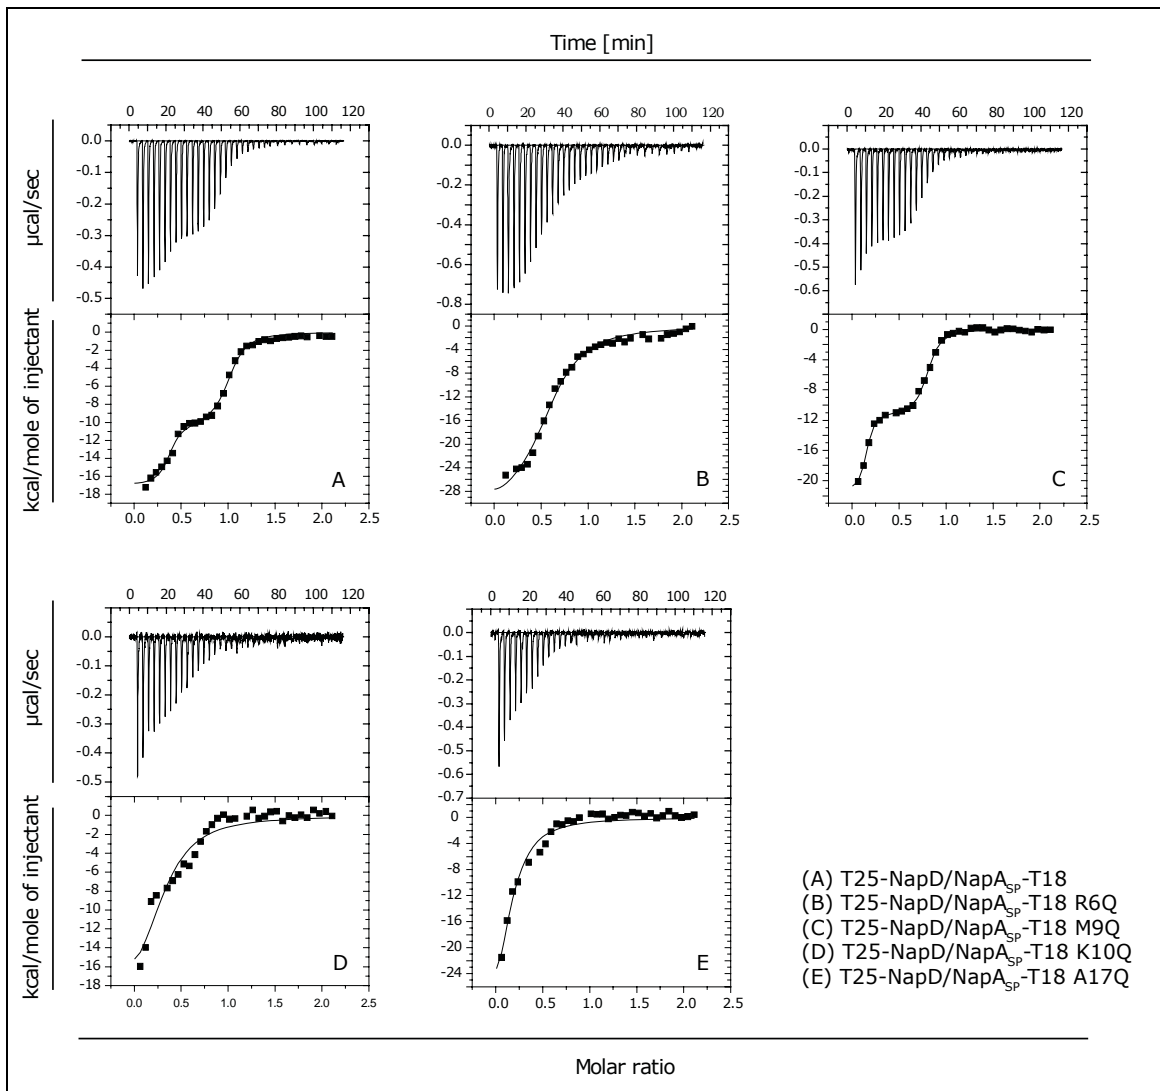 Time [min]
0 20 40 60 80 100 120
0 20 40 60 80 100 120
0 20 40 60 80 100 120
µcal/sec
0.0
-0.1
-0.2
-0.3
-0.4
-0.5
0.0
-0.2
-0.4
-0.6
-0.8
0.0
-0.1
-0.2
-0.3
-0.4
-0.5
-0.6
kcal/mole of injectant
0
-2
-4
-6
-8
-10
-12
-14
-16
-18
A
0
-4
-8
-12
-16
-20
-24
-28
B
0
-5
-10
-15
-20
C
0.0 0.5 1.0 1.5 2.0 2.5
0.0 0.5 1.0 1.5 2.0 2.5
0.0 0.5 1.0 1.5 2.0 2.5
0 20 40 60 80 100 120
0 20 40 60 80 100 120
µcal/sec
0.0
-0.1
-0.2
-0.3
-0.4
-0.5
0.0
-0.1
-0.2
-0.3
-0.4
-0.5
-0.6
-0.7
kcal/mole of injectant
0
-2
-4
-6
-8
-10
-12
-14
-16
-18
D
0
-4
-8
-12
-16
-20
-24
E
0.0 0.5 1.0 1.5 2.0 2.5
0.0 0.5 1.0 1.5 2.0 2.5
(A) T25-NapD/NapA_SP-T18
(B) T25-NapD/NapA_SP-T18 R6Q
(C) T25-NapD/NapA_SP-T18 M9Q
(D) T25-NapD/NapA_SP-T18 K10Q
(E) T25-NapD/NapA_SP-T18 A17Q
Molar ratio